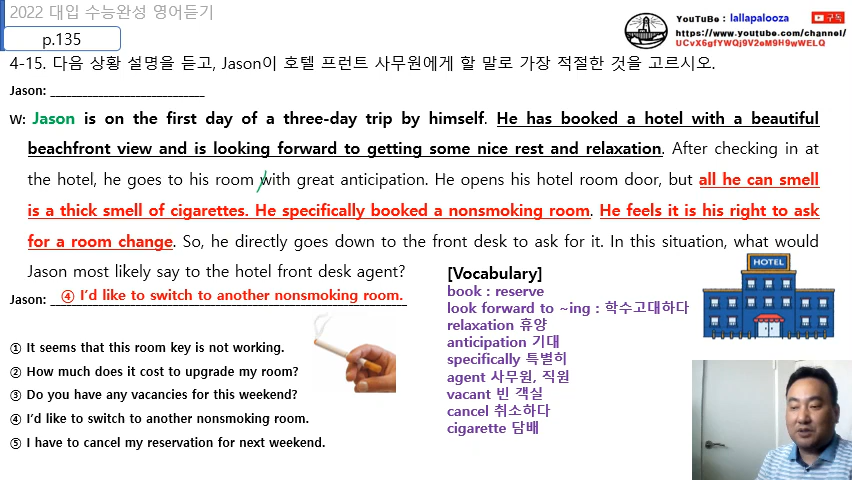 2022 대입 수능완성 영어듣기
p.135
YouTuBe : lallapalooza
구독
https://www.youtube.com/channel/
UCvX6gfYWQj9V2eM9H9wWELQ
4-15. 다음 상황 설명을 듣고, Jason이 호텔 프런트 사무원에게 할 말로 가장 적절한 것을 고르시오.
Jason: ____________________________
W: Jason is on the first day of a three-day trip by himself. He has booked a hotel with a beautiful
beachfront view and is looking forward to getting some nice rest and relaxation. After checking in at
the hotel, he goes to his room with great anticipation. He opens his hotel room door, but all he can smell
is a thick smell of cigarettes. He specifically booked a nonsmoking room. He feels it is his right to ask
for a room change. So, he directly goes down to the front desk to ask for it. In this situation, what would
Jason most likely say to the hotel front desk agent?
Jason: ④ I'd like to switch to another nonsmoking room.
① It seems that this room key is not working.
② How much does it cost to upgrade my room?
③ Do you have any vacancies for this weekend?
④ I'd like to switch to another nonsmoking room.
⑤ I have to cancel my reservation for next weekend.
[Vocabulary]
book : reserve
look forward to ~ing : 학수고대하다
relaxation 휴양
anticipation 기대
specifically 특별히
agent 사무원, 직원
vacant 빈 객실
cancel 취소하다
cigarette 담배
HOTEL